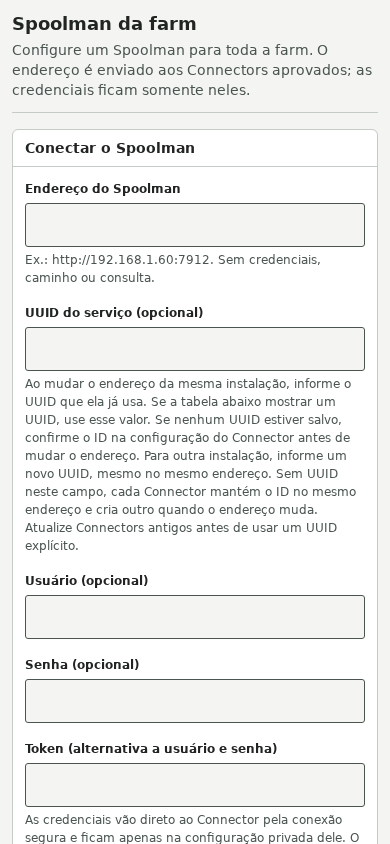 Spoolman da farm
Configure um Spoolman para toda a farm. O
endereço é enviado aos Connectors aprovados; as
credenciais ficam somente neles.
Conectar o Spoolman
Endereço do Spoolman
Ex.: http://192.168.1.60:7912. Sem credenciais,
caminho ou consulta.
UUID do serviço (opcional)
Ao mudar o endereço da mesma instalação, informe o
UUID que ela já usa. Se a tabela abaixo mostrar um
UUID, use esse valor. Se nenhum UUID estiver salvo,
confirme o ID na configuração do Connector antes de
mudar o endereço. Para outra instalação, informe um
novo UUID, mesmo no mesmo endereço. Sem UUID
neste campo, cada Connector mantém o ID no mesmo
endereço e cria outro quando o endereço muda.
Atualize Connectors antigos antes de usar um UUID
explícito.
Usuário (opcional)
Senha (opcional)
Token (alternativa a usuário e senha)
As credenciais vão direto ao Connector pela conexão
segura e ficam apenas na configuração privada dele. O